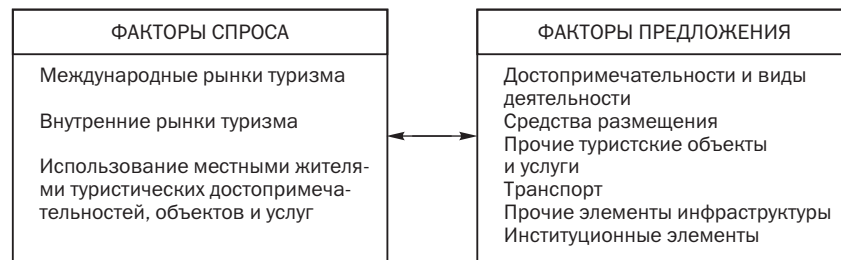 ФАКТОРЫ СПРОСА
Международные рынки туризма
Внутренние рынки туризма
Использование местными жителя-
ми туристических достопримеча-
тельностей, объектов и услуг
ФАКТОРЫ ПРЕДЛОЖЕНИЯ
Достопримечательности и виды
деятельности
Средства размещения
Прочие туристские объекты
и услуги
Транспорт
Прочие элементы инфраструктуры
Институционные элементы